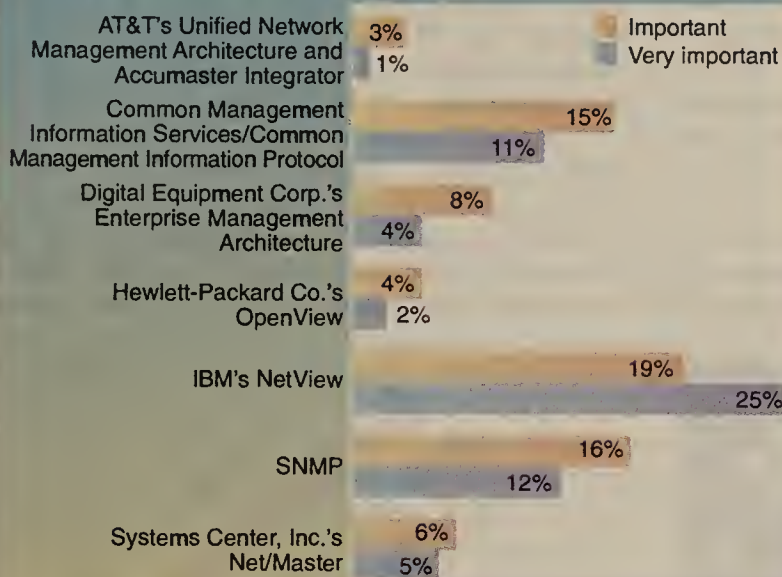 AT&T's Unified Network
Management Architecture and
Accumaster Integrator
3%
1%
Important
Very important
Common Management
Information Services/Common
Management Information Protocol
15%
11%
Digital Equipment Corp.'s
Enterprise Management
Architecture
8%
4%
Hewlett-Packard Co.'s
OpenView
4%
2%
IBM's NetView
19%
25%
SNMP
16%
12%
Systems Center, Inc.'s
Net/Master
6%
5%